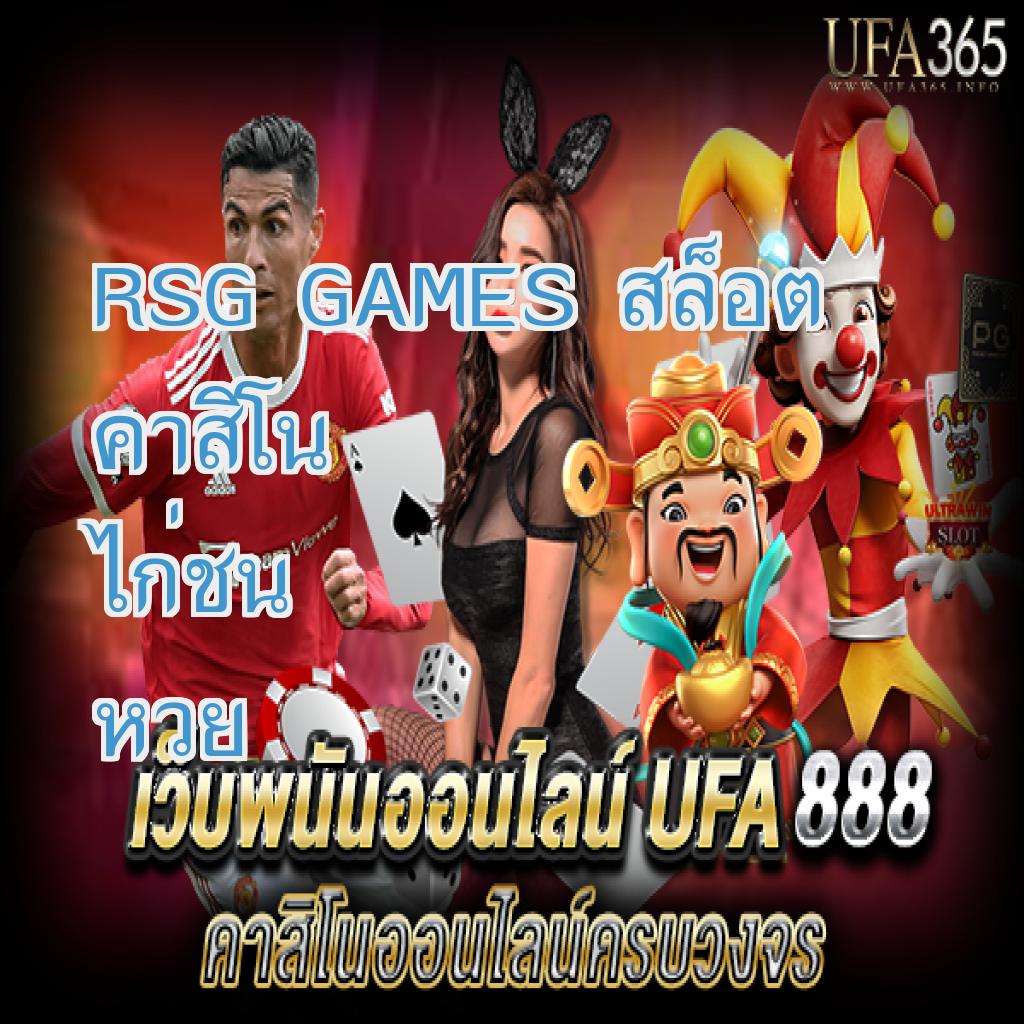 UFA365
WWW.UFA365.INFO
RSG GAMES สล็อต
คาสิโน
ไก่ชน
หวย
PG
ULTRAWIN
SLOT
เว็บพนันออนไลน์ UFA 888
คาสิโนออนไลน์ครบวงจร